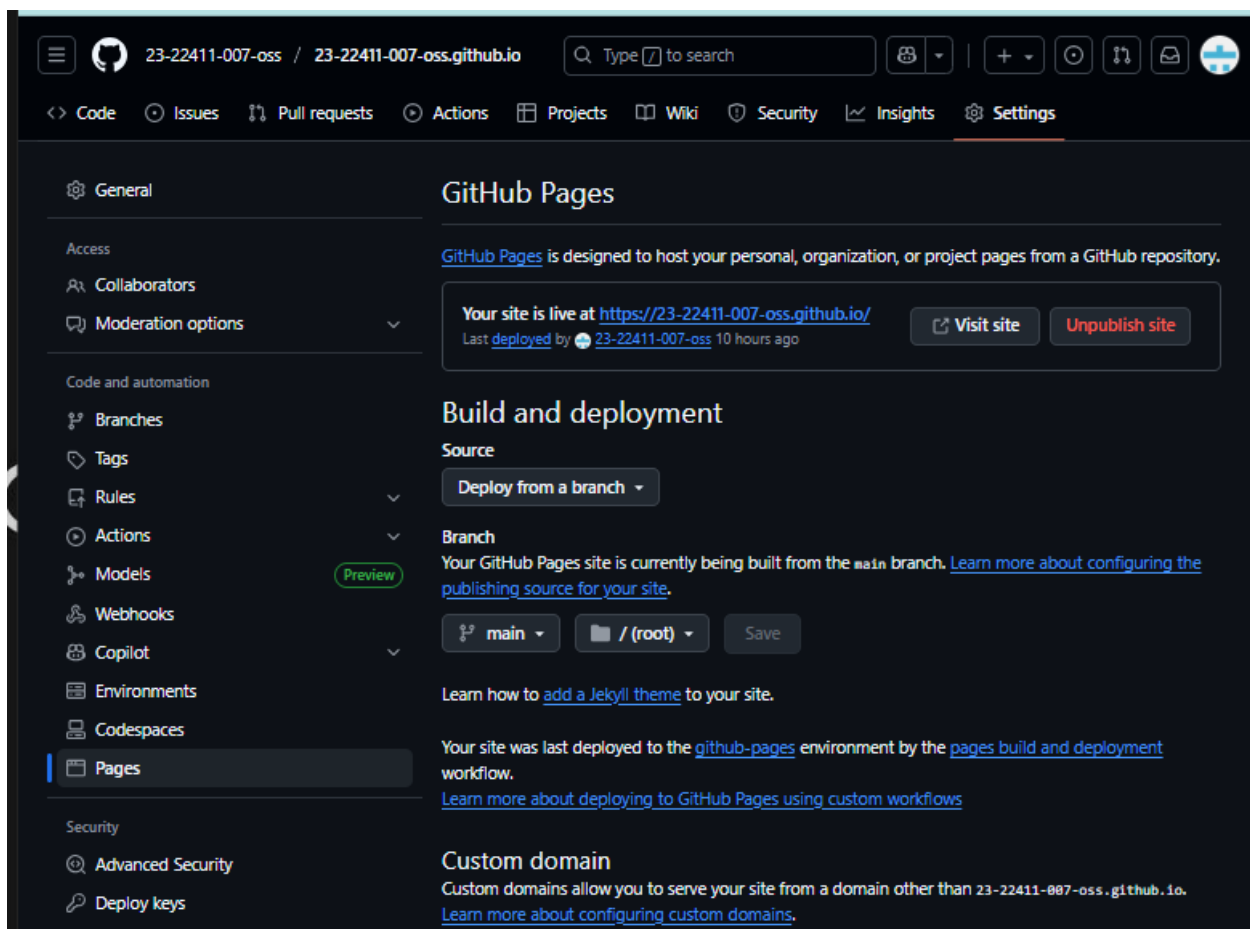 23-22411-007-oss / 23-22411-007-oss.github.io
Type / to search
Code Issues Pull requests Actions Projects Wiki Security Insights Settings
General
Access
Collaborators
Moderation options
Code and automation
Branches
Tags
Rules
Actions
Models Preview
Webhooks
Copilot
Environments
Codespaces
Pages
Security
Advanced Security
Deploy keys
GitHub Pages
GitHub Pages is designed to host your personal, organization, or project pages from a GitHub repository.
Your site is live at https://23-22411-007-oss.github.io/
Last deployed by 23-22411-007-oss 10 hours ago
Visit site
Unpublish site
Build and deployment
Source
Deploy from a branch
Branch
Your GitHub Pages site is currently being built from the main branch. Learn more about configuring the
publishing source for your site.
main / (root) Save
Learn how to add a Jekyll theme to your site.
Your site was last deployed to the github-pages environment by the pages build and deployment
workflow.
Learn more about deploying to GitHub Pages using custom workflows
Custom domain
Custom domains allow you to serve your site from a domain other than 23-22411-007-oss.github.io.
Learn more about configuring custom domains.